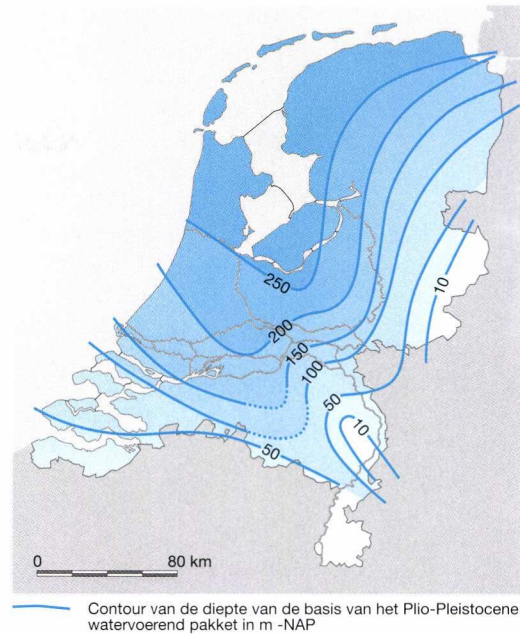 250
200
150
100
50
10
10
50
0 80 km
Contour van de diepte van de basis van het Plio-Pleistocene
watervoerend pakket in m -NAP